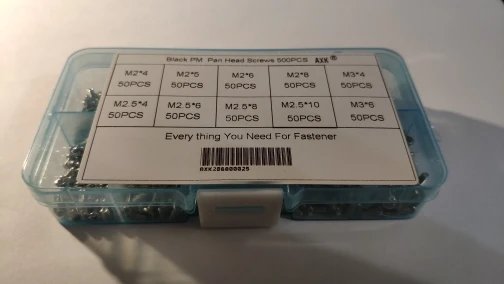 Black PM Pan Head Screws 500PCS AXK®
M2*4 M2*5 M2*6 M2*8 M3*4
50PCS 50PCS 50PCS 50PCS 50PCS
M2.5*4 M2.5*6 M2.5*8 M2.5*10 M3*6
50PCS 50PCS 50PCS 50PCS 50PCS
Every thing You Need For Fastener
AXK200000025